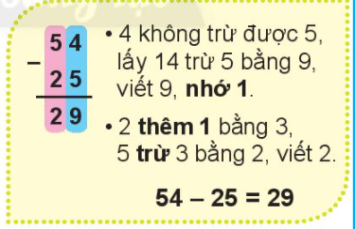 54
–
25
29
• 4 không trừ được 5,
lấy 14 trừ 5 bằng 9,
viết 9, nhớ 1.
• 2 thêm 1 bằng 3,
5 trừ 3 bằng 2, viết 2.
54 – 25 = 29